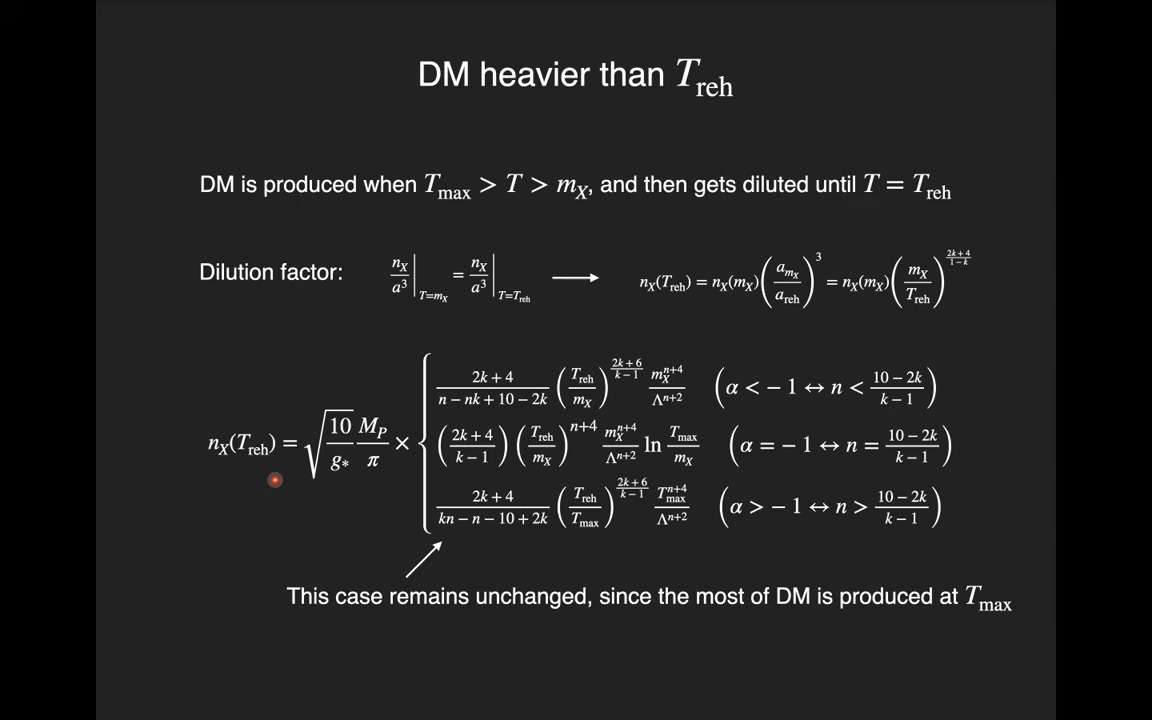 DM heavier than T_reh
DM is produced when T_max > T > m_X, and then gets diluted until T = T_reh
Dilution factor: n_X/a^3 |_{T=m_X} = n_X/a^3 |_{T=T_reh} ⟶ n_X(T_reh) = n_X(m_X) (a_{m_X}/a_reh)^3 = n_X(m_X) (m_X/T_reh)^{(2k+4)/(1−k)}
n_X(T_reh) = √(10/g_*) M_P/π × {
(2k+4)/(n−nk+10−2k) (T_reh/m_X)^{(2k+6)/(k−1)} m_X^{n+4}/Λ^{n+2} (α < −1 ↔ n < (10−2k)/(k−1))
((2k+4)/(k−1)) (T_reh/m_X)^{n+4} m_X^{n+4}/Λ^{n+2} ln T_max/m_X (α = −1 ↔ n = (10−2k)/(k−1))
(2k+4)/(kn−n−10+2k) (T_reh/T_max)^{(2k+6)/(k−1)} T_max^{n+4}/Λ^{n+2} (α > −1 ↔ n > (10−2k)/(k−1))
This case remains unchanged, since the most of DM is produced at T_max